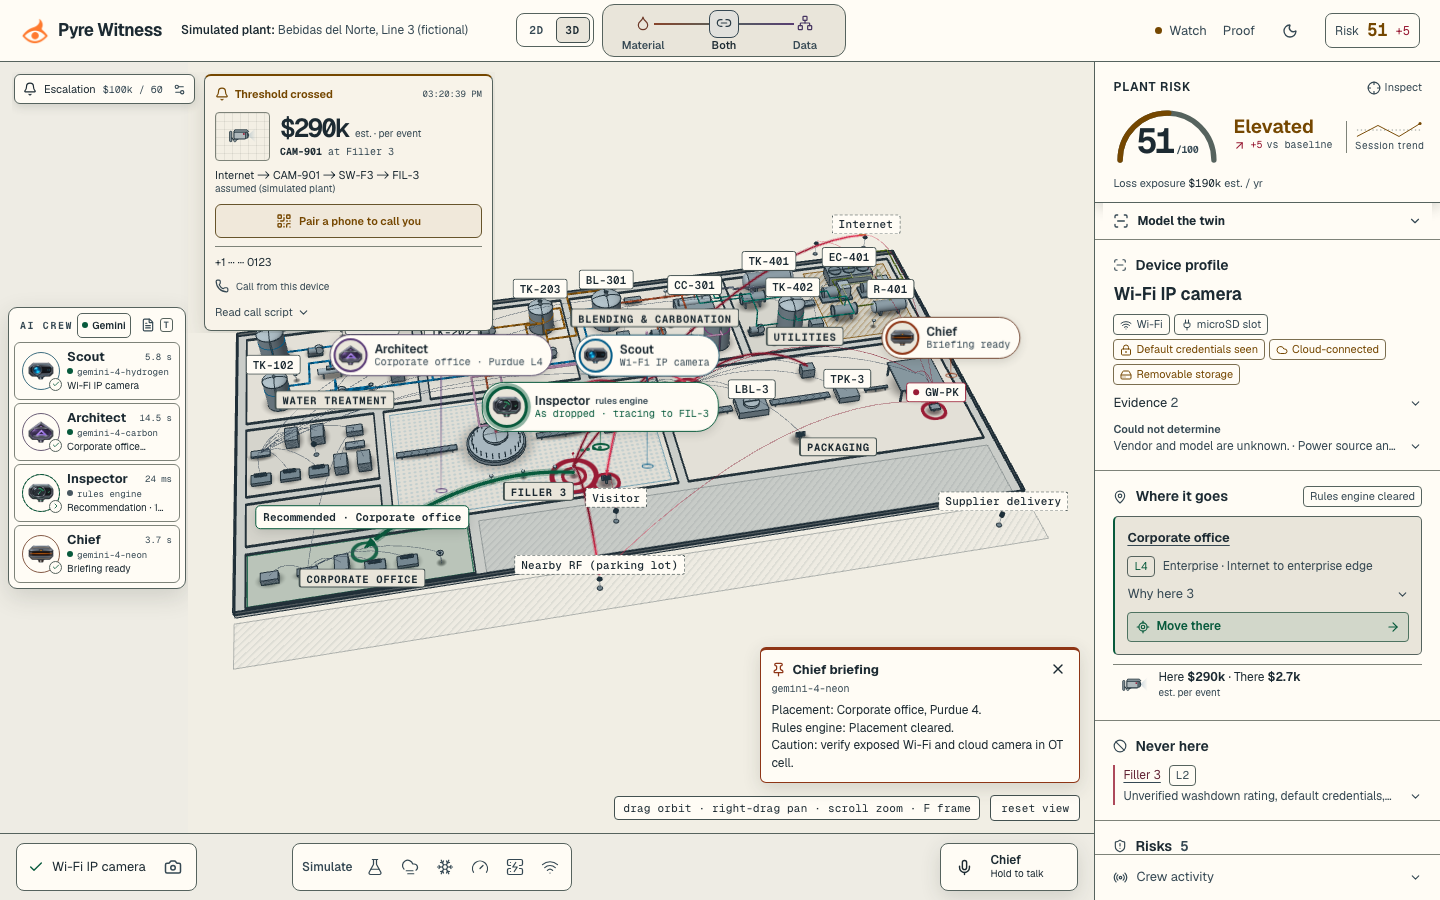 Pyre Witness
Simulated plant: Bebidas del Norte, Line 3 (fictional)
2D
3D
Material
Both
Data
Watch
Proof
Risk 51 +5
Escalation $100k / 60
Threshold crossed
03:20:39 PM
$290k est. · per event
CAM-901 at Filler 3
Internet → CAM-901 → SW-F3 → FIL-3
assumed (simulated plant)
Pair a phone to call you
+1 ··· ··· 0123
Call from this device
Read call script
AI CREW
Gemini
T
Scout
5.8 s
gemini-4-hydrogen
Wi-Fi IP camera
Architect
14.5 s
gemini-4-carbon
Corporate office…
Inspector
24 ms
rules engine
Recommendation · 1…
Chief
3.7 s
gemini-4-neon
Briefing ready
Internet
TK-401
EC-401
BL-301
TK-203
CC-301
TK-402
R-401
BLENDING & CARBONATION
TK-202
UTILITIES
Chief
Briefing ready
Architect
Corporate office · Purdue L4
Scout
Wi-Fi IP camera
TK-102
WATER TREATMENT
Inspector rules engine
As dropped · tracing to FIL-3
LBL-3
TPK-3
GW-PK
PACKAGING
FILLER 3
Visitor
Supplier delivery
Recommended · Corporate office
Nearby RF (parking lot)
CORPORATE OFFICE
Chief briefing
gemini-4-neon
Placement: Corporate office, Purdue 4.
Rules engine: Placement cleared.
Caution: verify exposed Wi-Fi and cloud camera in OT
cell.
drag orbit · right-drag pan · scroll zoom · F frame
reset view
Wi-Fi IP camera
Simulate
Chief
Hold to talk
PLANT RISK
Inspect
51/100
Elevated
+5 vs baseline
Session trend
Loss exposure $190k est. / yr
Model the twin
Device profile
Wi-Fi IP camera
Wi-Fi
microSD slot
Default credentials seen
Cloud-connected
Removable storage
Evidence 2
Could not determine
Vendor and model are unknown. · Power source an…
Where it goes
Rules engine cleared
Corporate office
L4
Enterprise · Internet to enterprise edge
Why here 3
Move there
Here $290k · There $2.7k
est. per event
Never here
Filler 3
L2
Unverified washdown rating, default credentials,…
Risks 5
Crew activity